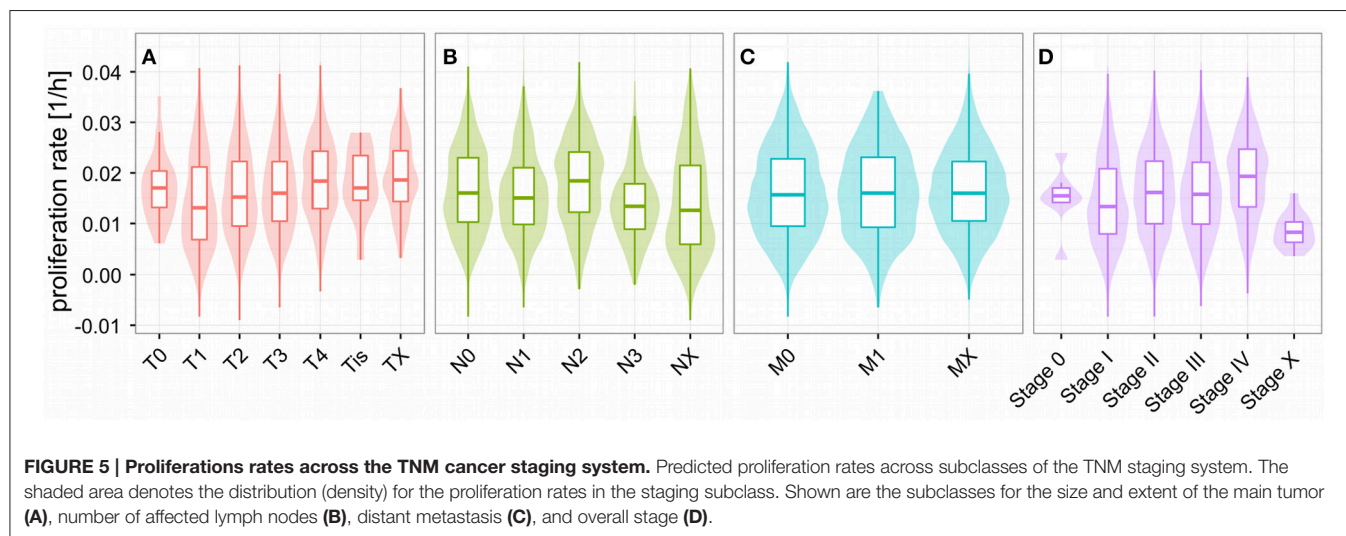 A B C D
proliferation rate [1/h]
0.04
0.03
0.02
0.01
0.00
-0.01
T0 T1 T2 T3 T4 Tis TX N0 N1 N2 N3 NX M0 M1 MX Stage 0 Stage I Stage II Stage III Stage IV Stage X
FIGURE 5 | Proliferations rates across the TNM cancer staging system. Predicted proliferation rates across subclasses of the TNM staging system. The
shaded area denotes the distribution (density) for the proliferation rates in the staging subclass. Shown are the subclasses for the size and extent of the main tumor
(A), number of affected lymph nodes (B), distant metastasis (C), and overall stage (D).